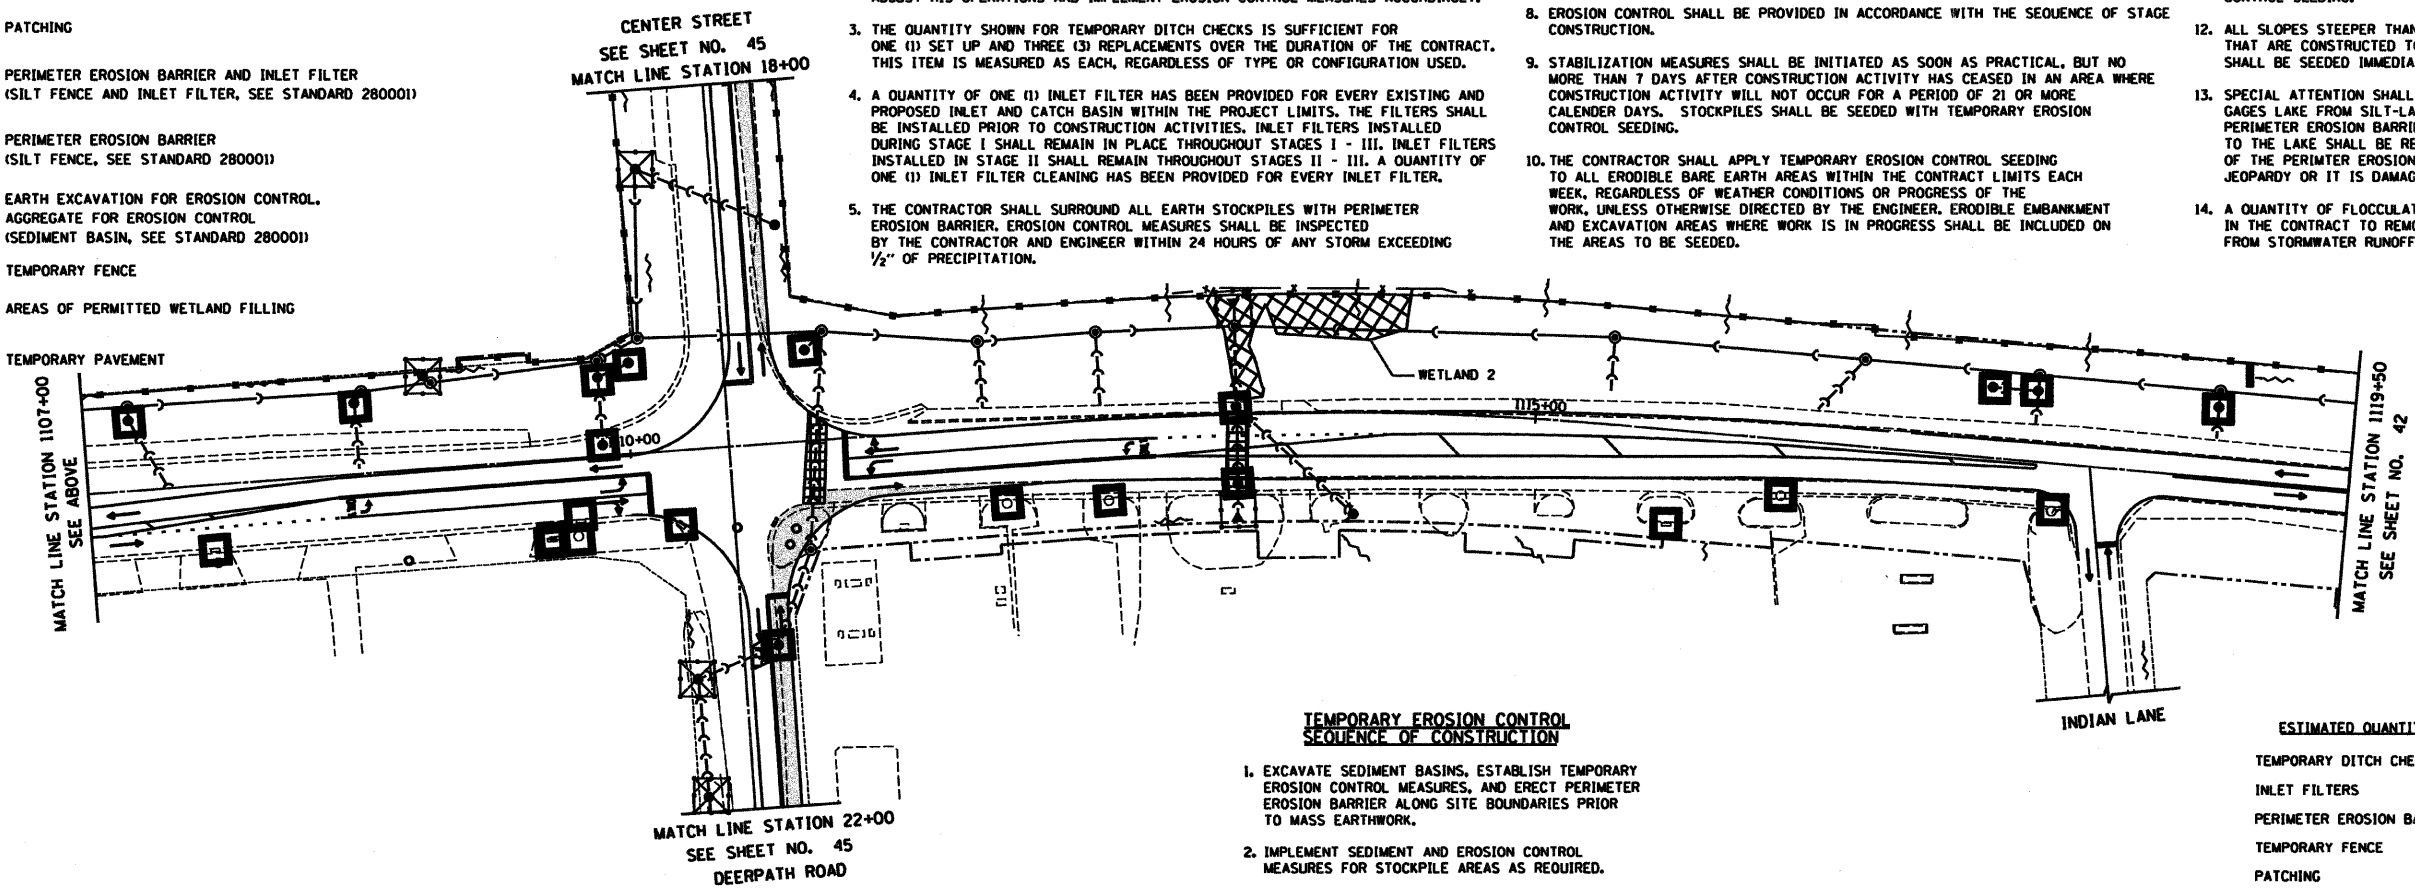 PATCHING
PERIMETER EROSION BARRIER AND INLET FILTER
(SILT FENCE AND INLET FILTER, SEE STANDARD 280001)
PERIMETER EROSION BARRIER
(SILT FENCE, SEE STANDARD 280001)
EARTH EXCAVATION FOR EROSION CONTROL,
AGGREGATE FOR EROSION CONTROL
(SEDIMENT BASIN, SEE STANDARD 280001)
TEMPORARY FENCE
AREAS OF PERMITTED WETLAND FILLING
TEMPORARY PAVEMENT
CENTER STREET
SEE SHEET NO. 45
MATCH LINE STATION 18+00
ADJUST HIS OPERATIONS AND IMPLEMENT EROSION CONTROL MEASURES ACCORDINGLY.
3. THE QUANTITY SHOWN FOR TEMPORARY DITCH CHECKS IS SUFFICIENT FOR
ONE (1) SET UP AND THREE (3) REPLACEMENTS OVER THE DURATION OF THE CONTRACT.
THIS ITEM IS MEASURED AS EACH, REGARDLESS OF TYPE OR CONFIGURATION USED.
4. A QUANTITY OF ONE (1) INLET FILTER HAS BEEN PROVIDED FOR EVERY EXISTING AND
PROPOSED INLET AND CATCH BASIN WITHIN THE PROJECT LIMITS. THE FILTERS SHALL
BE INSTALLED PRIOR TO CONSTRUCTION ACTIVITIES. INLET FILTERS INSTALLED
DURING STAGE I SHALL REMAIN IN PLACE THROUGHOUT STAGES I - III. INLET FILTERS
INSTALLED IN STAGE II SHALL REMAIN THROUGHOUT STAGES II - III. A QUANTITY OF
ONE (1) INLET FILTER CLEANING HAS BEEN PROVIDED FOR EVERY INLET FILTER.
5. THE CONTRACTOR SHALL SURROUND ALL EARTH STOCKPILES WITH PERIMETER
EROSION BARRIER. EROSION CONTROL MEASURES SHALL BE INSPECTED
BY THE CONTRACTOR AND ENGINEER WITHIN 24 HOURS OF ANY STORM EXCEEDING
1/2" OF PRECIPITATION.
8. EROSION CONTROL SHALL BE PROVIDED IN ACCORDANCE WITH THE SEQUENCE OF STAGE
CONSTRUCTION.
9. STABILIZATION MEASURES SHALL BE INITIATED AS SOON AS PRACTICAL, BUT NO
MORE THAN 7 DAYS AFTER CONSTRUCTION ACTIVITY HAS CEASED IN AN AREA WHERE
CONSTRUCTION ACTIVITY WILL NOT OCCUR FOR A PERIOD OF 21 OR MORE
CALENDER DAYS. STOCKPILES SHALL BE SEEDED WITH TEMPORARY EROSION
CONTROL SEEDING.
10. THE CONTRACTOR SHALL APPLY TEMPORARY EROSION CONTROL SEEDING
TO ALL ERODIBLE BARE EARTH AREAS WITHIN THE CONTRACT LIMITS EACH
WEEK, REGARDLESS OF WEATHER CONDITIONS OR PROGRESS OF THE
WORK, UNLESS OTHERWISE DIRECTED BY THE ENGINEER. ERODIBLE EMBANKMENT
AND EXCAVATION AREAS WHERE WORK IS IN PROGRESS SHALL BE INCLUDED ON
THE AREAS TO BE SEEDED.
CONTROL SEEDING.
12. ALL SLOPES STEEPER THAN
THAT ARE CONSTRUCTED TO
SHALL BE SEEDED IMMEDIA
13. SPECIAL ATTENTION SHALL
GAGES LAKE FROM SILT-LA
PERIMETER EROSION BARRI
TO THE LAKE SHALL BE RE
OF THE PERIMTER EROSION
JEOPARDY OR IT IS DAMAG
14. A QUANTITY OF FLOCCULAT
IN THE CONTRACT TO REMO
FROM STORMWATER RUNOFF
MATCH LINE STATION 1107+00
SEE ABOVE
10+00
WETLAND 2
1115+00
MATCH LINE STATION 1119+50
SEE SHEET NO. 42
INDIAN LANE
MATCH LINE STATION 22+00
SEE SHEET NO. 45
DEERPATH ROAD
TEMPORARY EROSION CONTROL
SEQUENCE OF CONSTRUCTION
1. EXCAVATE SEDIMENT BASINS, ESTABLISH TEMPORARY
EROSION CONTROL MEASURES, AND ERECT PERIMETER
EROSION BARRIER ALONG SITE BOUNDARIES PRIOR
TO MASS EARTHWORK.
2. IMPLEMENT SEDIMENT AND EROSION CONTROL
MEASURES FOR STOCKPILE AREAS AS REQUIRED.
ESTIMATED QUANTIT
TEMPORARY DITCH CHE
INLET FILTERS
PERIMETER EROSION BA
TEMPORARY FENCE
PATCHING